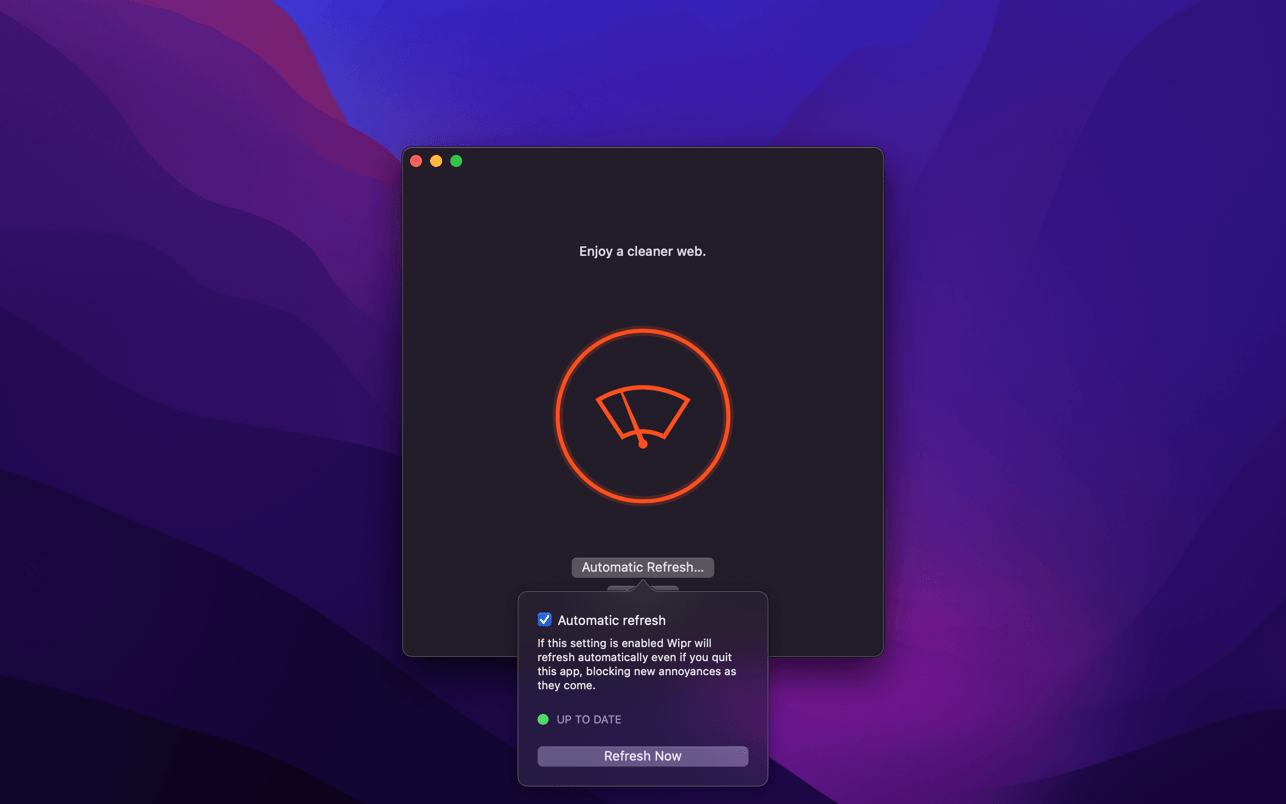 Enjoy a cleaner web.
Automatic Refresh...
Automatic refresh
If this setting is enabled Wipr will
refresh automatically even if you quit
this app, blocking new annoyances as
they come.
UP TO DATE
Refresh Now